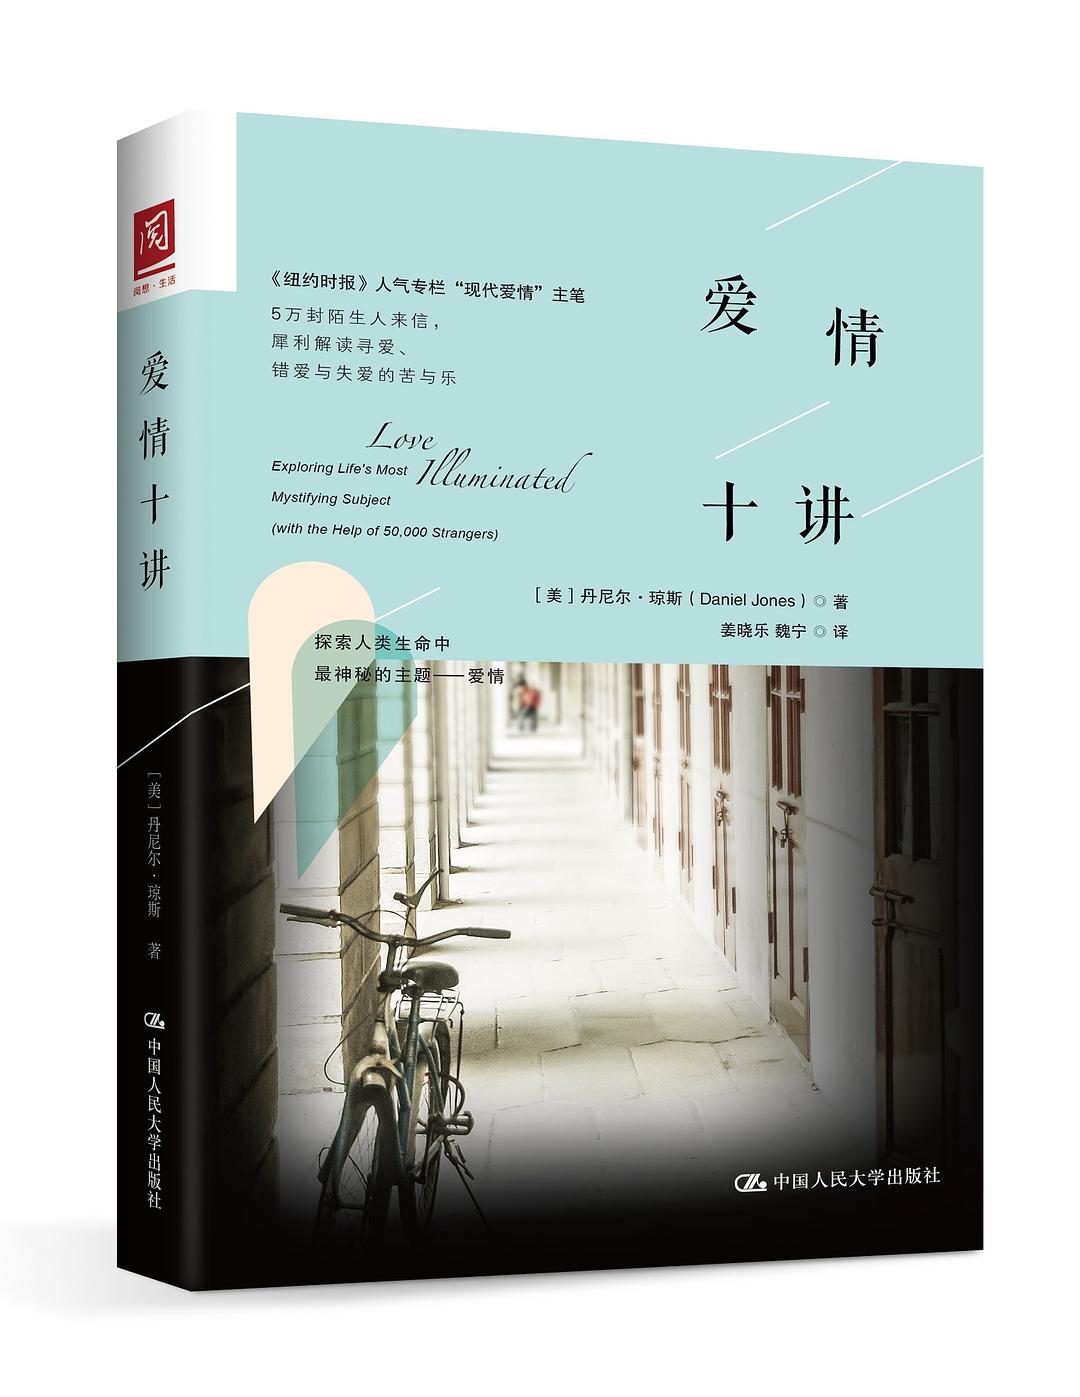 阅
阅想·生活
爱情十讲
[美]丹尼尔·琼斯 著
中国人民大学出版社
《纽约时报》人气专栏“现代爱情”主笔
5万封陌生人来信，
犀利解读寻爱、
错爱与失爱的苦与乐
爱情
十讲
Love
Illuminated
Exploring Life's Most
Mystifying Subject
(with the Help of 50,000 Strangers)
[美]丹尼尔·琼斯（Daniel Jones）◎著
姜晓乐 魏宁◎译
探索人类生命中
最神秘的主题——爱情
中国人民大学出版社